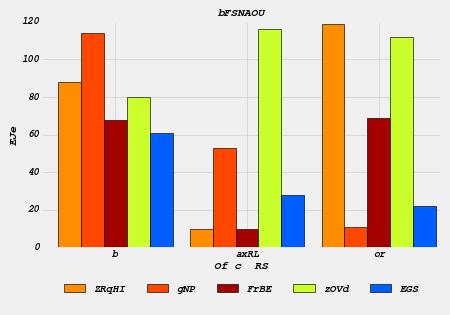 bFSNAOU
120
100
80
60
40
20
0
EJe
b axRL or
Of c RS
ZRqHI gNP FrBE zOVd EGS